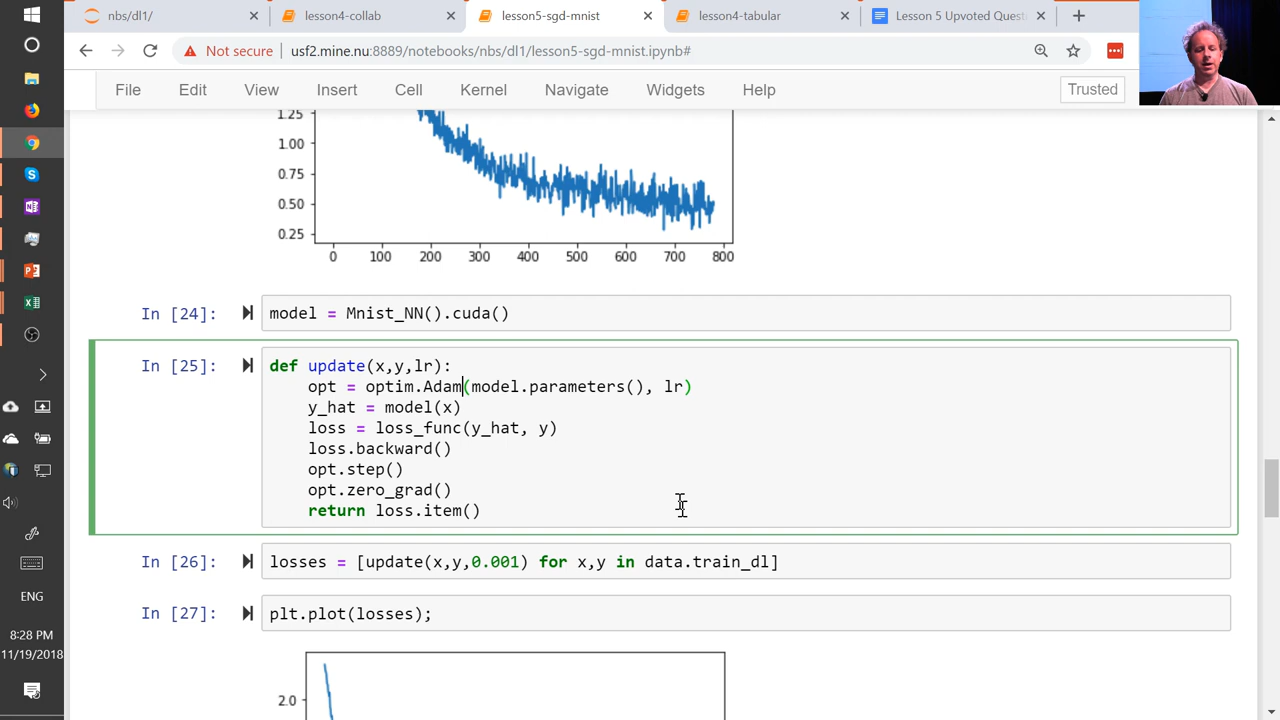 nbs/dl1/
lesson4-collab
lesson5-sgd-mnist
lesson4-tabular
Lesson 5 Upvoted Quest
Not secure
usf2.mine.nu:8889/notebooks/nbs/dl1/lesson5-sgd-mnist.ipynb#
File
Edit
View
Insert
Cell
Kernel
Navigate
Widgets
Help
Trusted
1.25
1.00
0.75
0.50
0.25
0 100 200 300 400 500 600 700 800
In [24]: model = Mnist_NN().cuda()
In [25]: def update(x,y,lr):
opt = optim.Adam(model.parameters(), lr)
y_hat = model(x)
loss = loss_func(y_hat, y)
loss.backward()
opt.step()
opt.zero_grad()
return loss.item()
In [26]: losses = [update(x,y,0.001) for x,y in data.train_dl]
In [27]: plt.plot(losses);
2.0
ENG
8:28 PM
11/19/2018